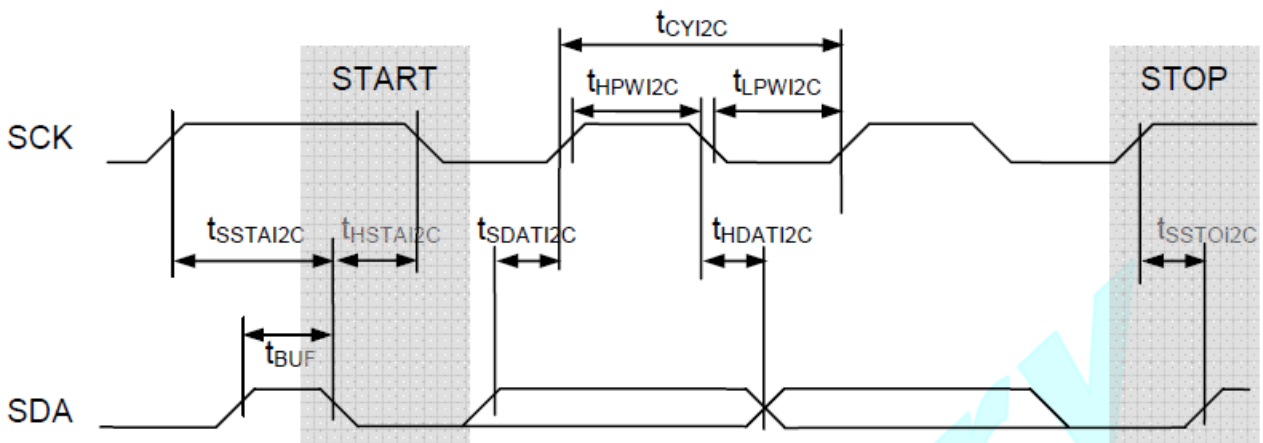 tCYI2C
START
STOP
tHPWI2C tLPWI2C
SCK
tSSTAI2C tHSTAI2C tSDATI2C tHDATI2C tSSTOI2C
tBUF
SDA